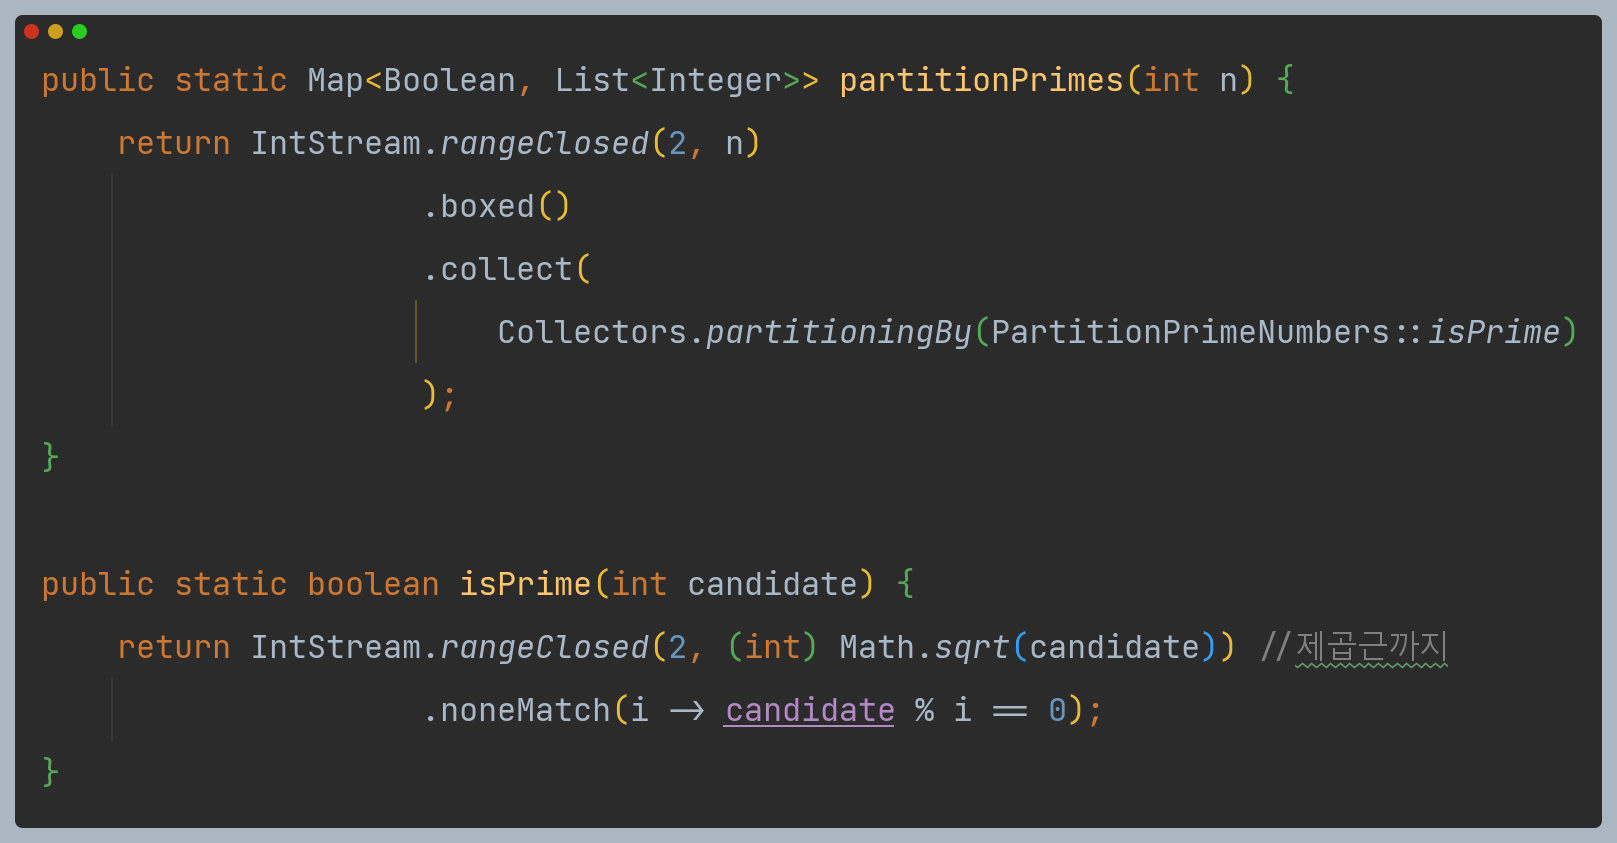 public static Map<Boolean, List<Integer>> partitionPrimes(int n) {
return IntStream.rangeClosed(2, n)
.boxed()
.collect(
Collectors.partitioningBy(PartitionPrimeNumbers::isPrime)
);
}
public static boolean isPrime(int candidate) {
return IntStream.rangeClosed(2, (int) Math.sqrt(candidate)) //제곱근까지
.noneMatch(i -> candidate % i == 0);
}